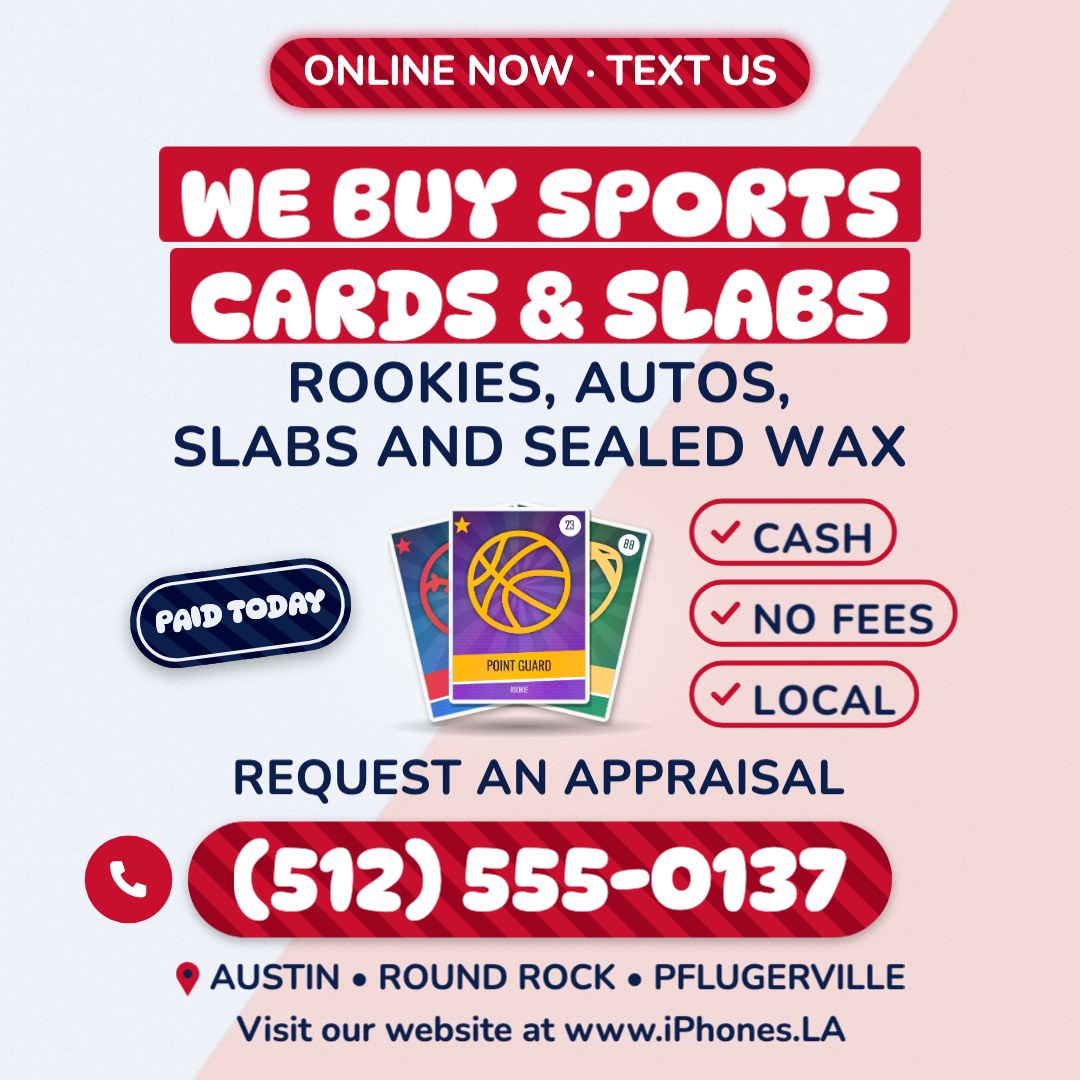 ONLINE NOW · TEXT US
WE BUY SPORTS
CARDS & SLABS
ROOKIES, AUTOS,
SLABS AND SEALED WAX
PAID TODAY
23
88
POINT GUARD
ROOKIE
CASH
NO FEES
LOCAL
REQUEST AN APPRAISAL
(512) 555-0137
AUSTIN • ROUND ROCK • PFLUGERVILLE
Visit our website at www.iPhones.LA